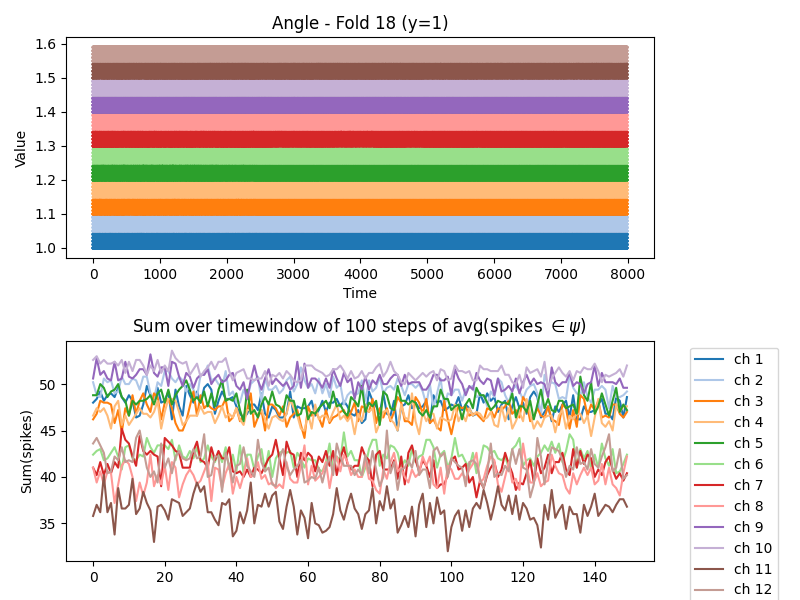 Angle - Fold 18 (y=1)
Value
1.6
1.5
1.4
1.3
1.2
1.1
1.0
0 1000 2000 3000 4000 5000 6000 7000 8000
Time
Sum over timewindow of 100 steps of avg(spikes ∈ ψ)
Sum(spikes)
50
45
40
35
0 20 40 60 80 100 120 140
ch 1
ch 2
ch 3
ch 4
ch 5
ch 6
ch 7
ch 8
ch 9
ch 10
ch 11
ch 12